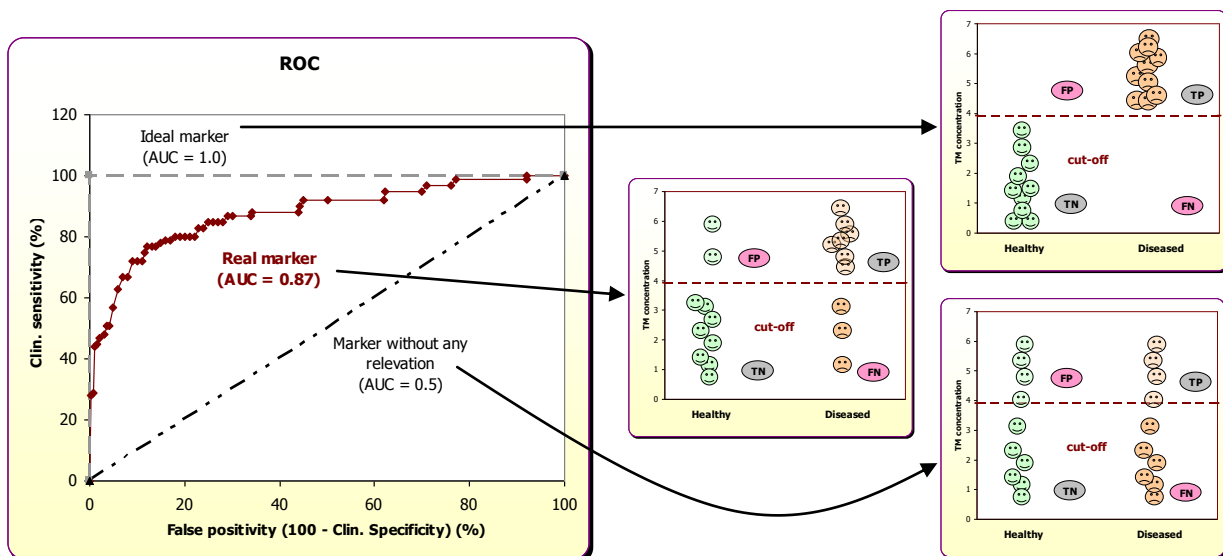 ROC
120
100
80
60
40
20
0
Clin. sensitivity (%)
Ideal marker
(AUC = 1.0)
Real marker
(AUC = 0.87)
Marker without any
relevation
(AUC = 0.5)
0 20 40 60 80 100
False positivity (100 - Clin. Specificity) (%)
7
6
5
4
3
2
1
0
TM concentration
FP
TP
cut-off
TN
FN
Healthy Diseased
7
6
5
4
3
2
1
0
TM concentration
FP
TP
cut-off
TN
FN
Healthy Diseased
7
6
5
4
3
2
1
0
TM concentration
FP
TP
cut-off
TN
FN
Healthy Diseased